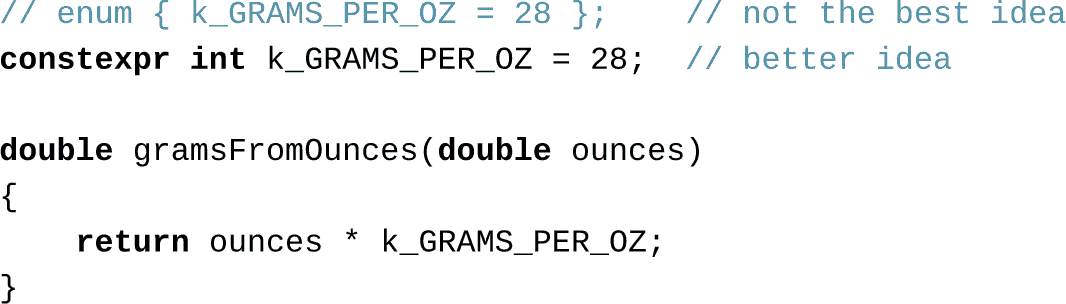 // enum { k_GRAMS_PER_OZ = 28 };    // not the best idea
constexpr int k_GRAMS_PER_OZ = 28;  // better idea

double gramsFromOunces(double ounces)
{
    return ounces * k_GRAMS_PER_OZ;
}